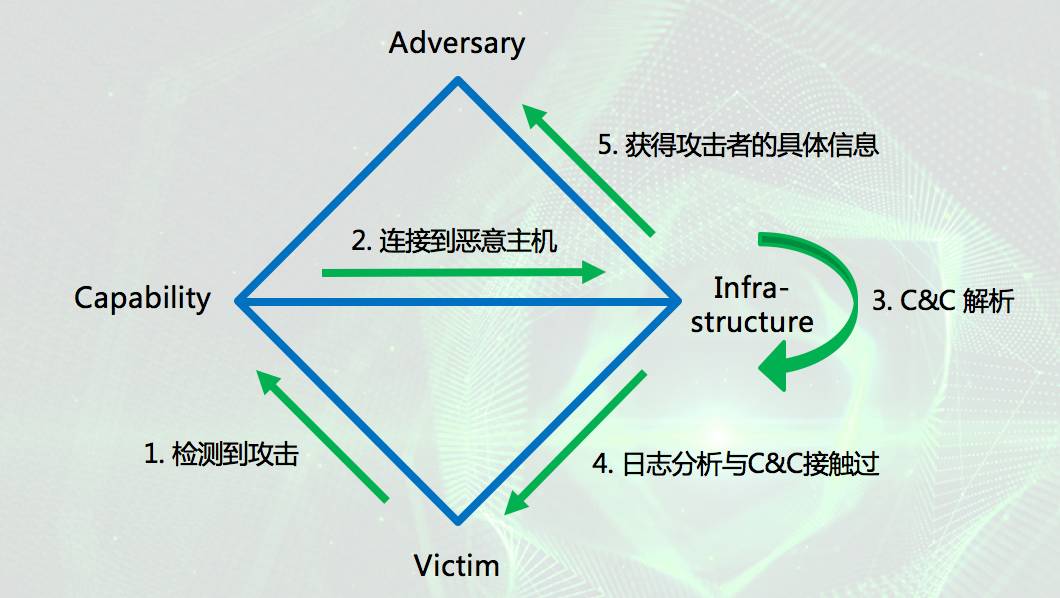 Adversary
5. 获得攻击者的具体信息
2. 连接到恶意主机
Capability
Infra-
structure
3. C&C 解析
1. 检测到攻击
4. 日志分析与C&C接触过
Victim